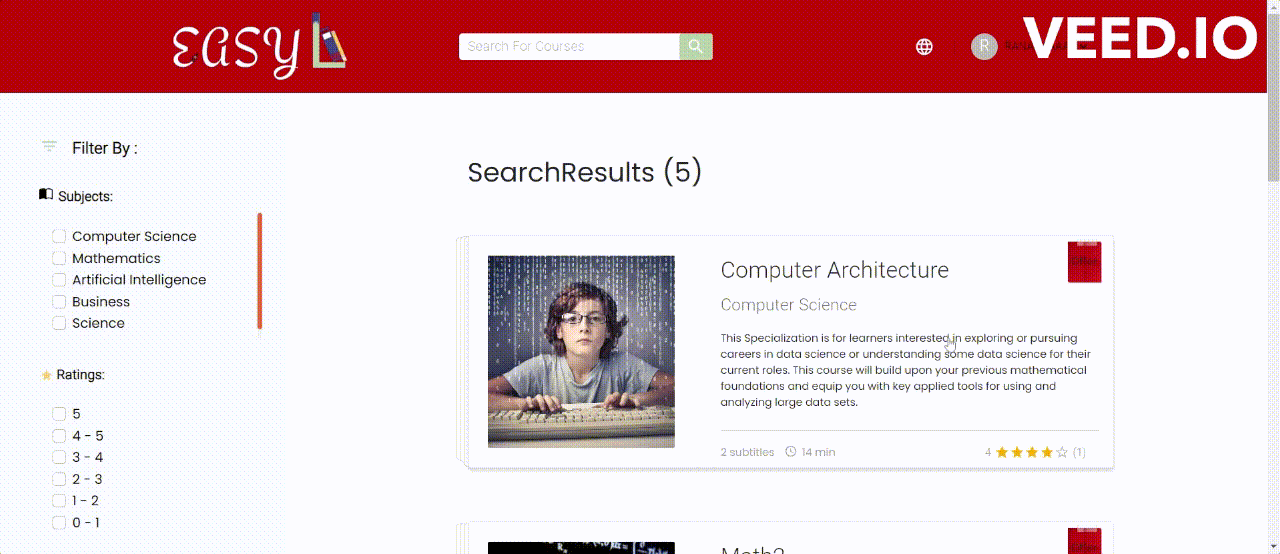 EASY
Search For Courses
R
VEED.IO
Filter By :
Subjects:
Computer Science
Mathematics
Artificial Intelligence
Business
Science
Ratings:
5
4 - 5
3 - 4
2 - 3
1 - 2
0 - 1
SearchResults (5)
Computer Architecture
Computer Science
This Specialization is for learners interested in exploring or pursuing
careers in data science or understanding some data science for their
current roles. This course will build upon your previous mathematical
foundations and equip you with key applied tools for using and
analyzing large data sets.
2 subtitles 14 min
4 (1)
Math2